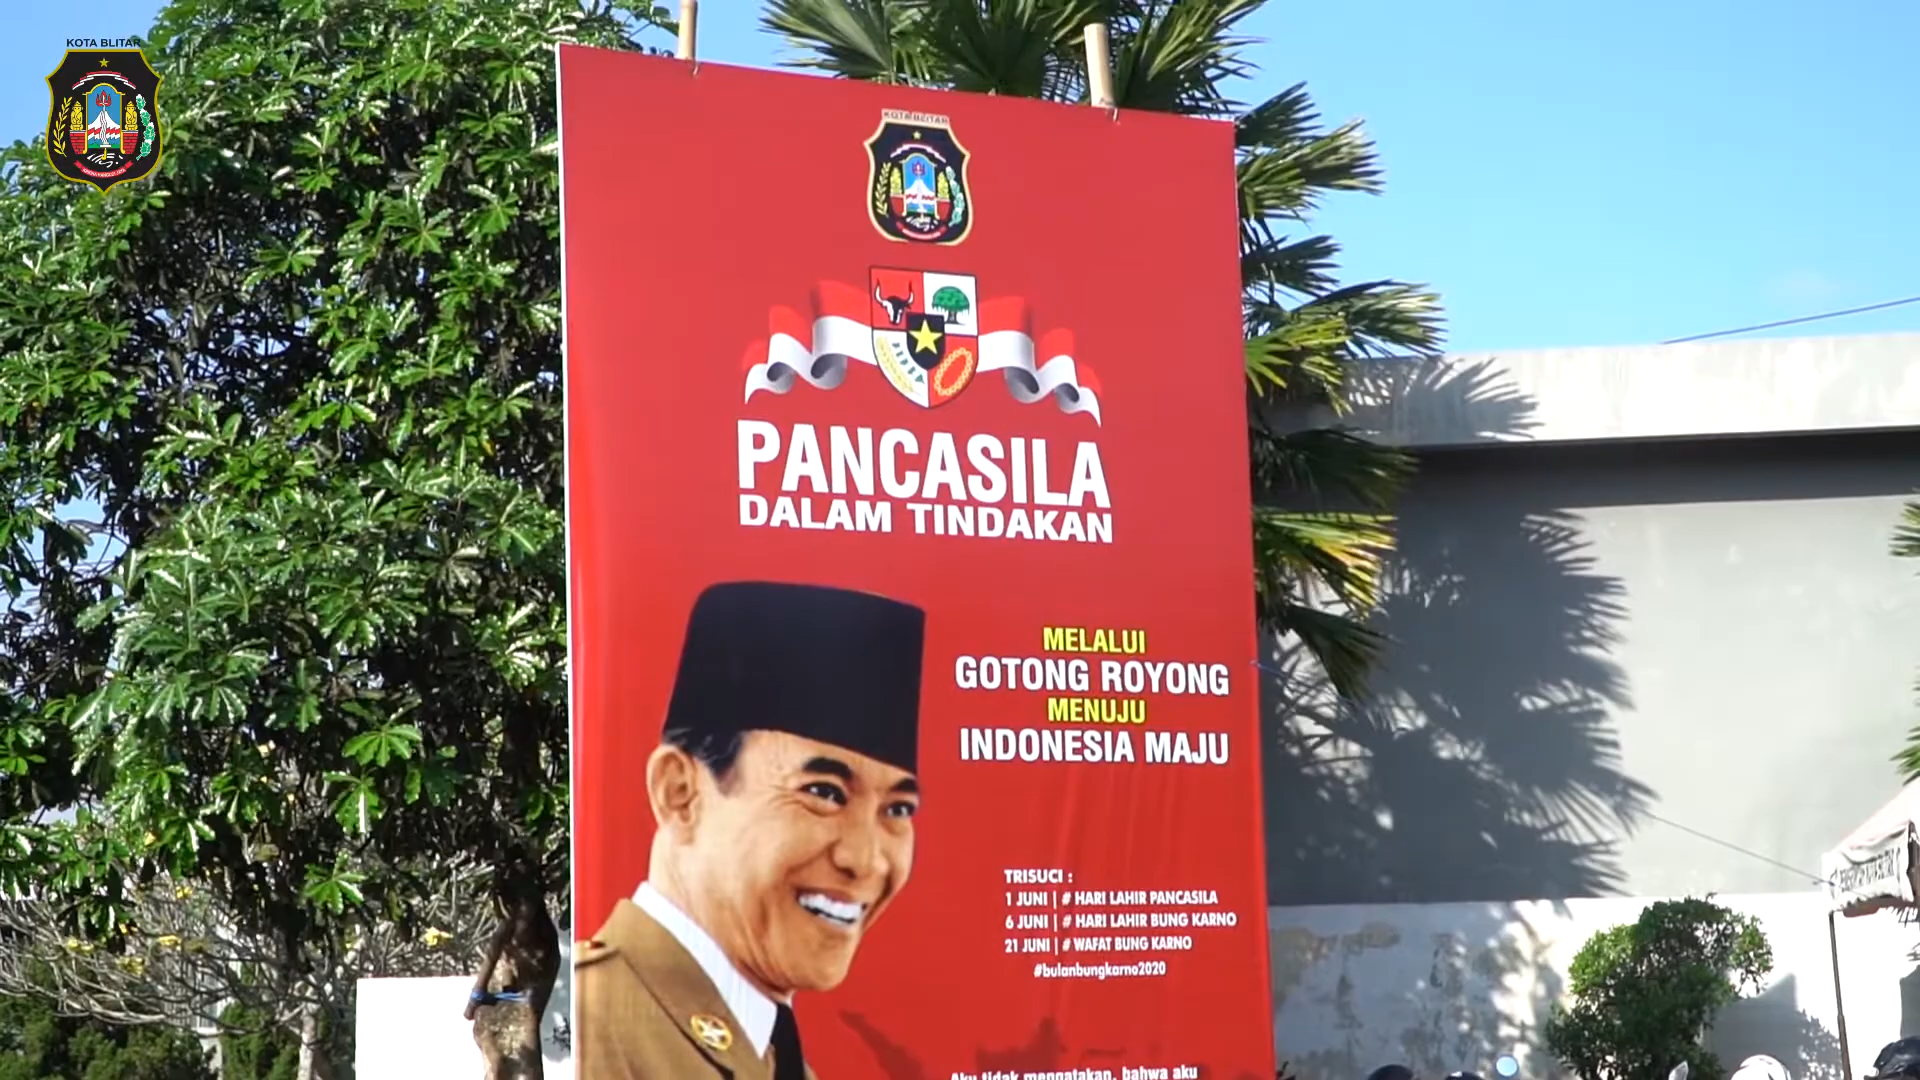 KOTA BLITAR
KOTA BLITAR
PANCASILA
DALAM TINDAKAN
MELALUI
GOTONG ROYONG
MENUJU
INDONESIA MAJU
TRISUCI :
1 JUNI | # HARI LAHIR PANCASILA
6 JUNI | # HARI LAHIR BUNG KARNO
21 JUNI | # WAFAT BUNG KARNO
#bulanbungkarno2020
Aku tidak mengatakan, bahwa aku